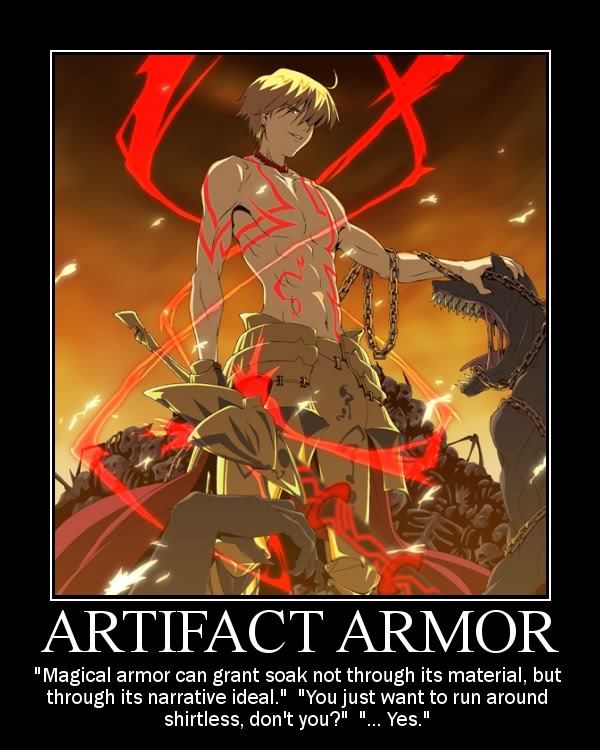 ARTIFACT ARMOR
"Magical armor can grant soak not through its material, but
through its narrative ideal."  "You just want to run around
shirtless, don't you?"  "... Yes."